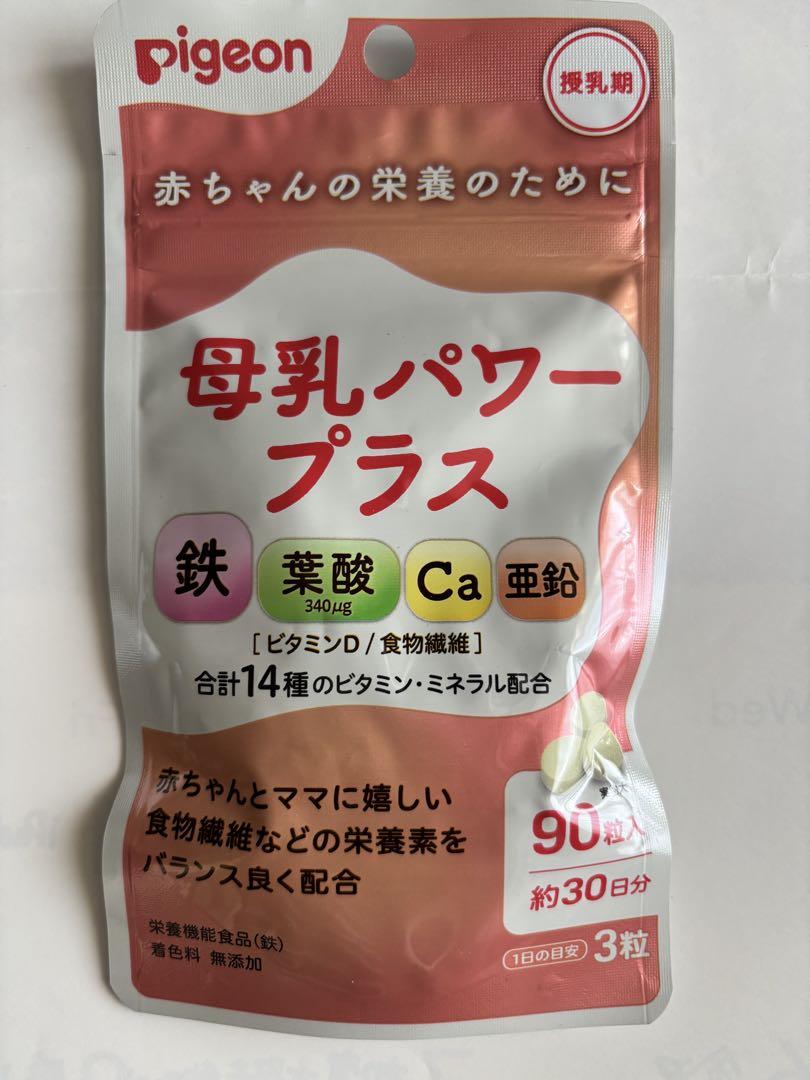 pigeon
授乳期
赤ちゃんの栄養のために
母乳パワー
プラス
鉄 葉酸 Ca 亜鉛
340μg
[ビタミンD/食物繊維]
合計14種のビタミン・ミネラル配合
赤ちゃんとママに嬉しい
食物繊維などの栄養素を
バランス良く配合
90粒入
約30日分
栄養機能食品(鉄)
着色料 無添加
1日の目安 3粒